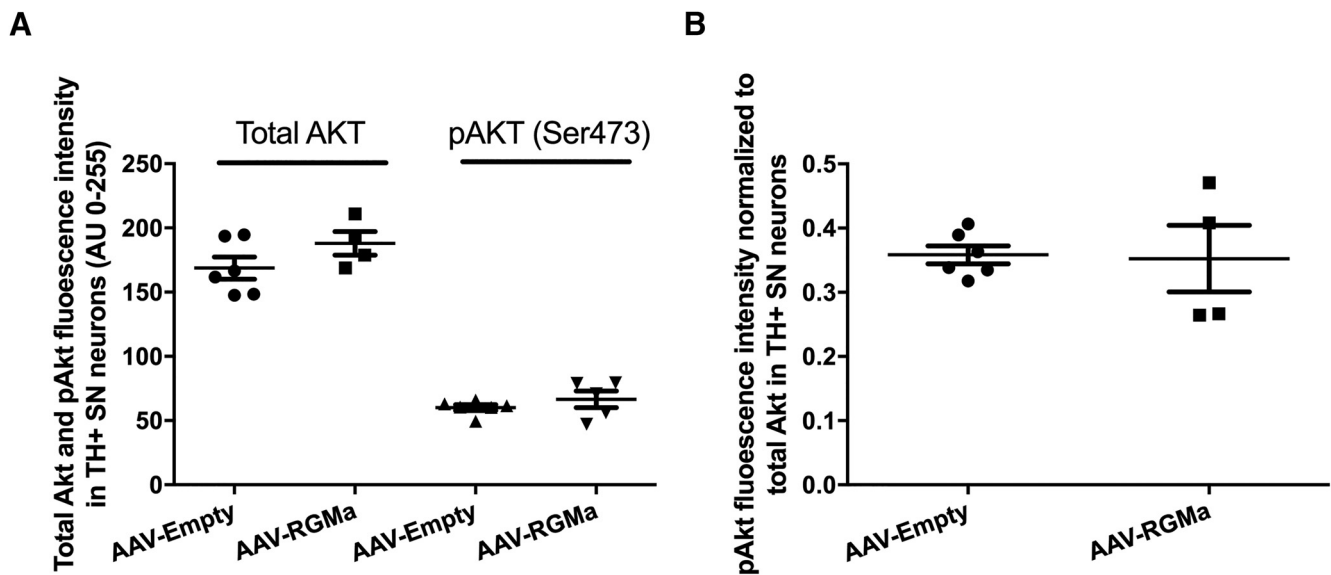 A
Total Akt and pAkt fluoescence intensity
in TH+ SN neurons (AU 0-255)
Total AKT
pAKT (Ser473)
250
200
150
100
50
0
AAV-Empty
AAV-RGMa
AAV-Empty
AAV-RGMa
B
pAkt fluoescence intensity normalized to
total Akt in TH+ SN neurons
0.5
0.4
0.3
0.2
0.1
0.0
AAV-Empty
AAV-RGMa